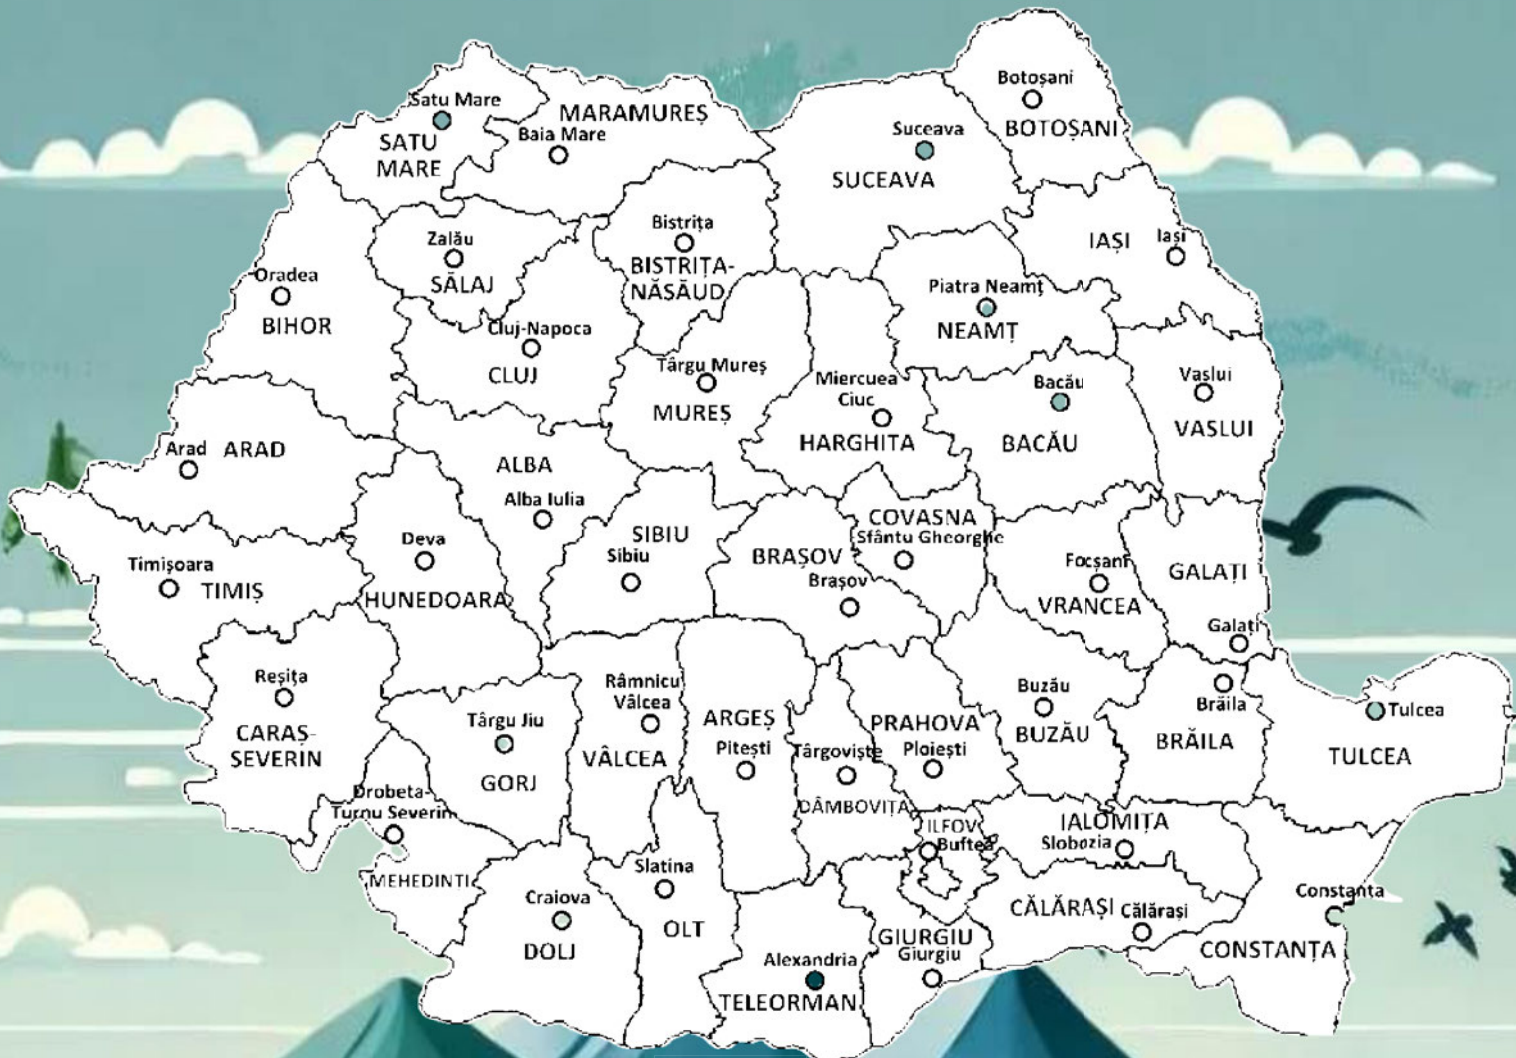 Botoșani
BOTOȘANI
Satu Mare
SATU
MARE
MARAMUREȘ
Baia Mare
Suceava
SUCEAVA
Bistrița
BISTRIȚA-
NĂSĂUD
Zalău
SĂLAJ
IAȘI
Iași
Oradea
BIHOR
Piatra Neamț
NEAMȚ
Cluj-Napoca
CLUJ
Târgu Mureș
MUREȘ
Miercuea
Ciuc
HARGHITA
Bacău
BACĂU
Vaslui
VASLUI
Arad
ARAD
ALBA
Alba Iulia
SIBIU
Sibiu
COVASNA
Sfântu Gheorghe
BRAȘOV
Brașov
Deva
HUNEDOARA
Timișoara
TIMIȘ
Focșani
VRANCEA
GALAȚI
Galați
Reșița
CARAȘ-
SEVERIN
Râmnicu
Vâlcea
VÂLCEA
Târgu Jiu
GORJ
ARGEȘ
Pitești
Târgoviște
DÂMBOVIȚA
PRAHOVA
Ploiești
Buzău
BUZĂU
Brăila
BRĂILA
Tulcea
TULCEA
Drobeta-
Turnu Severin
MEHEDINTI
ILFOV
Buftea
IALOMIȚA
Slobozia
Slatina
OLT
Craiova
DOLJ
CĂLĂRAȘI
Călărași
Constanța
CONSTANȚA
GIURGIU
Giurgiu
Alexandria
TELEORMAN